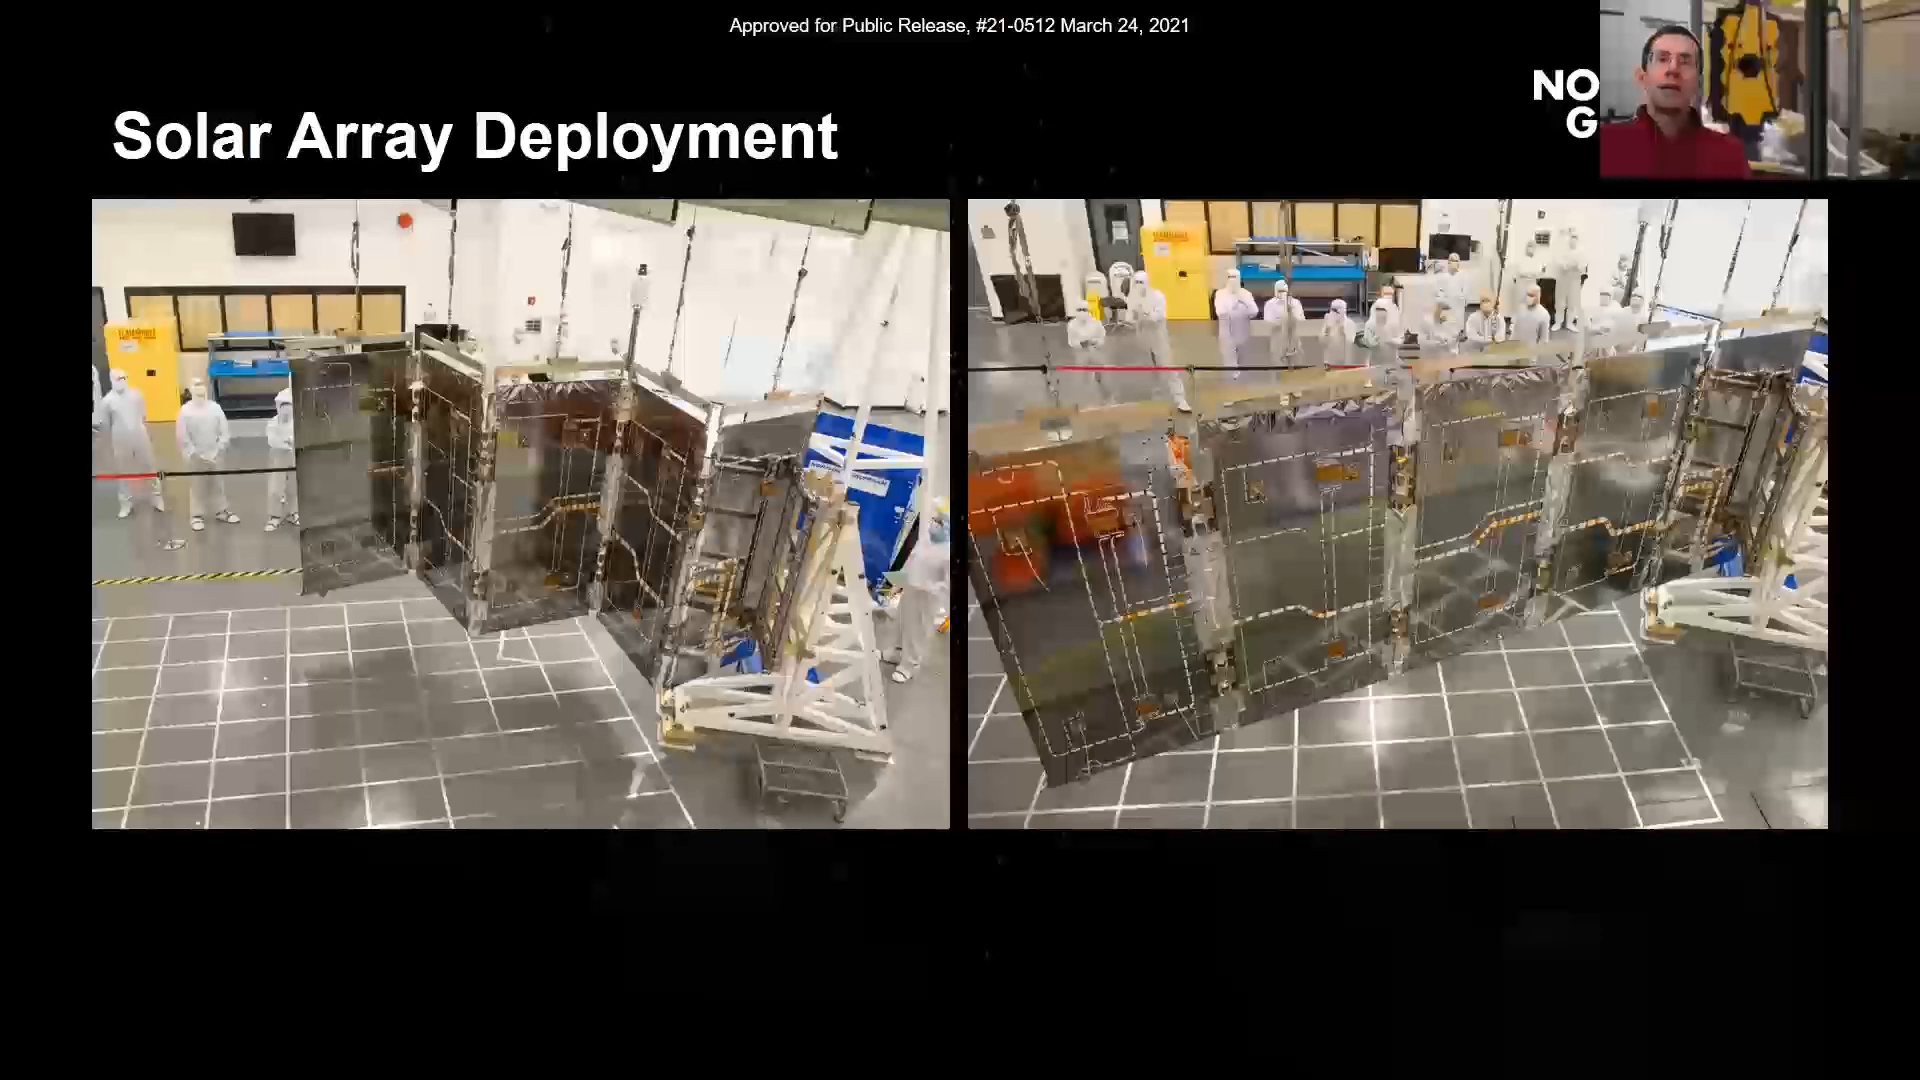 Approved for Public Release, #21-0512 March 24, 2021
NO
G
Solar Array Deployment